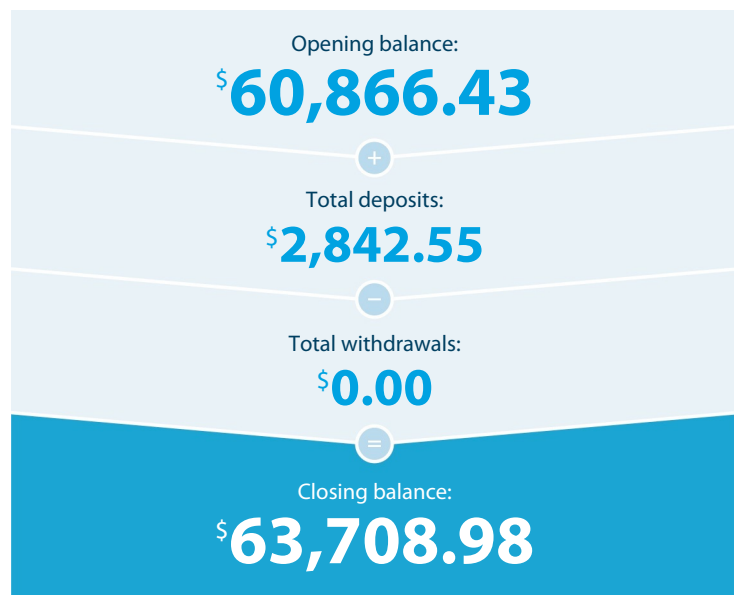 Opening balance:
$60,866.43
+
Total deposits:
$2,842.55
−
Total withdrawals:
$0.00
=
Closing balance:
$63,708.98